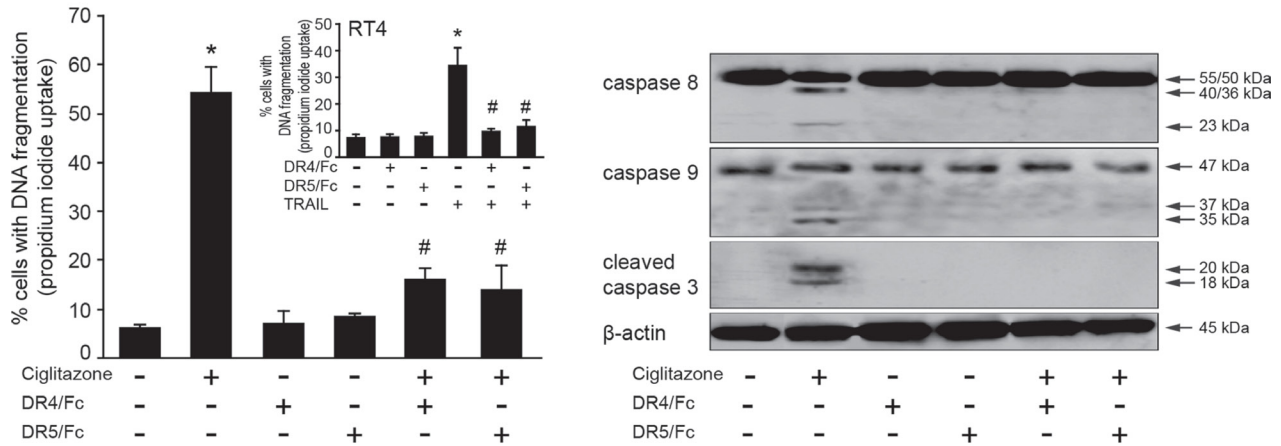 % cells with DNA fragmentation
(propidium iodide uptake)
70
60
50
40
30
20
10
0
*
#
#
Ciglitazone - + - - + +
DR4/Fc - - + - + -
DR5/Fc - - - + - +
RT4
% cells with
DNA fragmentation
(propidium iodide uptake)
50
40
30
20
10
0
*
#
#
DR4/Fc - + - - + -
DR5/Fc - - + - - +
TRAIL - - - + + +
caspase 8
55/50 kDa
40/36 kDa
23 kDa
caspase 9
47 kDa
37 kDa
35 kDa
cleaved
caspase 3
20 kDa
18 kDa
β-actin
45 kDa
Ciglitazone - + - - + +
DR4/Fc - - + - + -
DR5/Fc - - - + - +